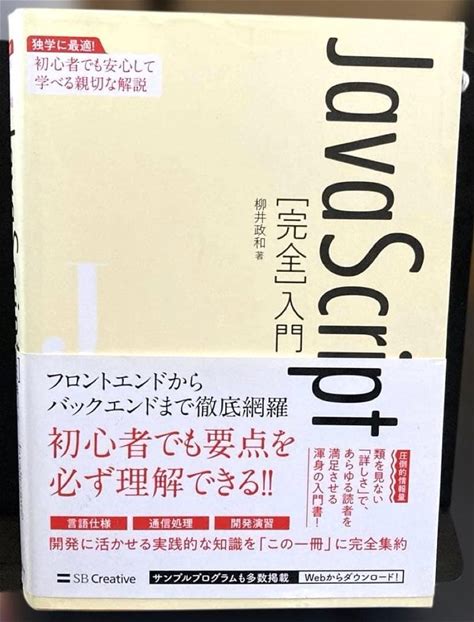 独学に最適!
初心者でも安心して
学べる親切な解説
JavaScript
[完全]入門
柳井政和 著
J
フロントエンドから
バックエンドまで徹底網羅
初心者でも要点を
必ず理解できる!!
圧倒的情報量
類を見ない
「詳しさ」で、
あらゆる読者を
満足させる
渾身の入門書!
言語仕様 通信処理 開発演習
開発に活かせる実践的な知識を「この一冊」に完全集約
SB Creative
サンプルプログラムも多数掲載 Webからダウンロード!